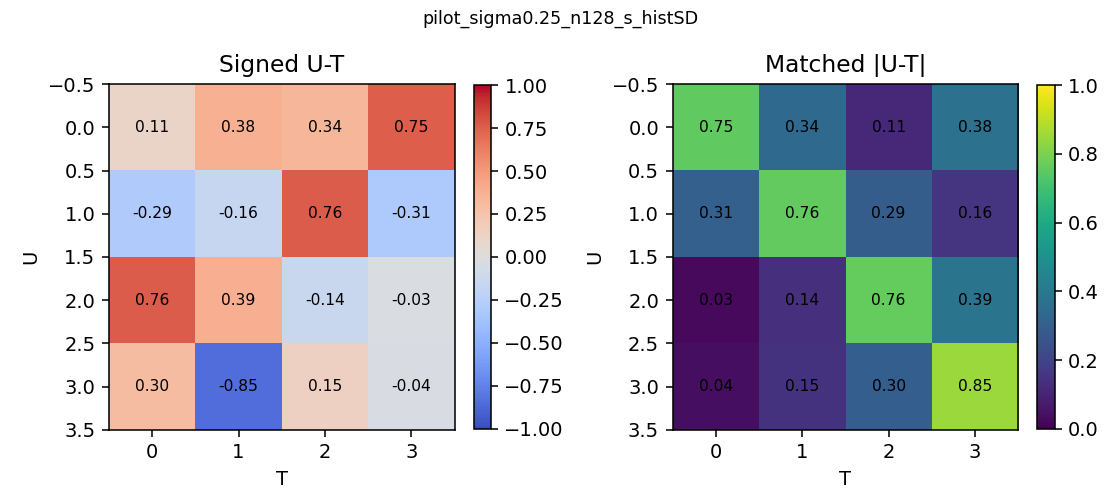 pilot_sigma0.25_n128_s_histSD
Signed U-T
−0.5
0.0
0.5
1.0
1.5
2.0
2.5
3.0
3.5
U
0.11 0.38 0.34 0.75
-0.29 -0.16 0.76 -0.31
0.76 0.39 -0.14 -0.03
0.30 -0.85 0.15 -0.04
0 1 2 3
T
1.00
0.75
0.50
0.25
0.00
−0.25
−0.50
−0.75
−1.00
Matched |U-T|
−0.5
0.0
0.5
1.0
1.5
2.0
2.5
3.0
3.5
U
0.75 0.34 0.11 0.38
0.31 0.76 0.29 0.16
0.03 0.14 0.76 0.39
0.04 0.15 0.30 0.85
0 1 2 3
T
1.0
0.8
0.6
0.4
0.2
0.0